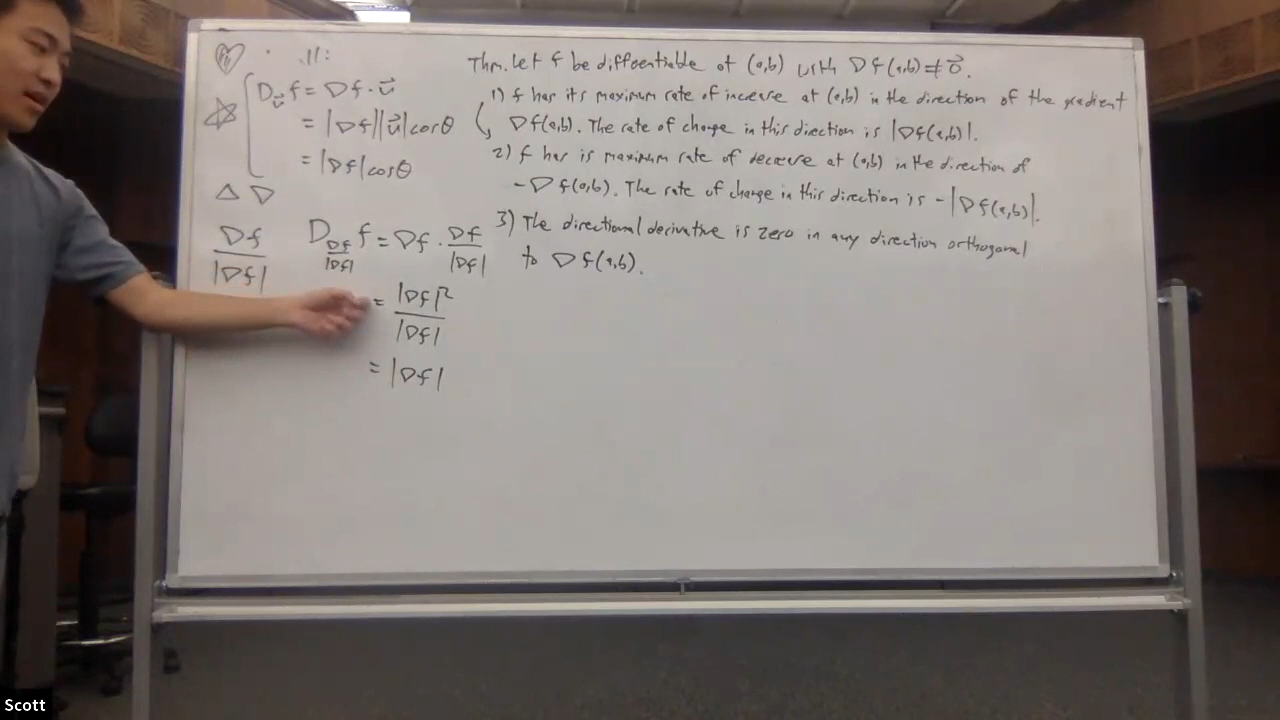 .11:
D_u⃗ f = ∇f · u⃗
= |∇f||u⃗|cosθ
= |∇f|cosθ
△ ▽
∇f/|∇f|
D_{∇f/|∇f|} f = ∇f · ∇f/|∇f|
= |∇f|²/|∇f|
= |∇f|
Thm. Let f be differentiable at (a,b) with ∇f(a,b) ≠ 0⃗.
1) f has its maximum rate of increase at (a,b) in the direction of the gradient
∇f(a,b). The rate of change in this direction is |∇f(a,b)|.
2) f has is maximum rate of decrease at (a,b) in the direction of
-∇f(a,b). The rate of change in this direction is -|∇f(a,b)|.
3) The directional derivative is zero in any direction orthogonal
to ∇f(a,b).
Scott